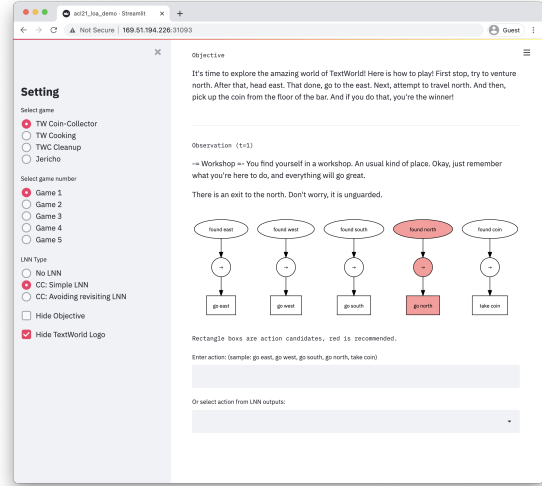 acl21_loa_demo · Streamlit
Not Secure | 169.51.194.226:31093
Guest
Setting
Select game
TW Coin-Collector
TW Cooking
TWC Cleanup
Jericho
Select game number
Game 1
Game 2
Game 3
Game 4
Game 5
LNN Type
No LNN
CC: Simple LNN
CC: Avoiding revisiting LNN
Hide Objective
Hide TextWorld Logo
Objective
It's time to explore the amazing world of TextWorld! Here is how to play! First stop, try to venture
north. After that, head east. That done, go to the east. Next, attempt to travel north. And then,
pick up the coin from the floor of the bar. And if you do that, you're the winner!
Observation (t=1)
-= Workshop =- You find yourself in a workshop. An usual kind of place. Okay, just remember
what you're here to do, and everything will go great.
There is an exit to the north. Don't worry, it is unguarded.
found east found west found south found north found coin
→ → → → →
go east go west go south go north take coin
Rectangle boxs are action candidates, red is recommended.
Enter action: (sample: go east, go west, go south, go north, take coin)
Or select action from LNN outputs: